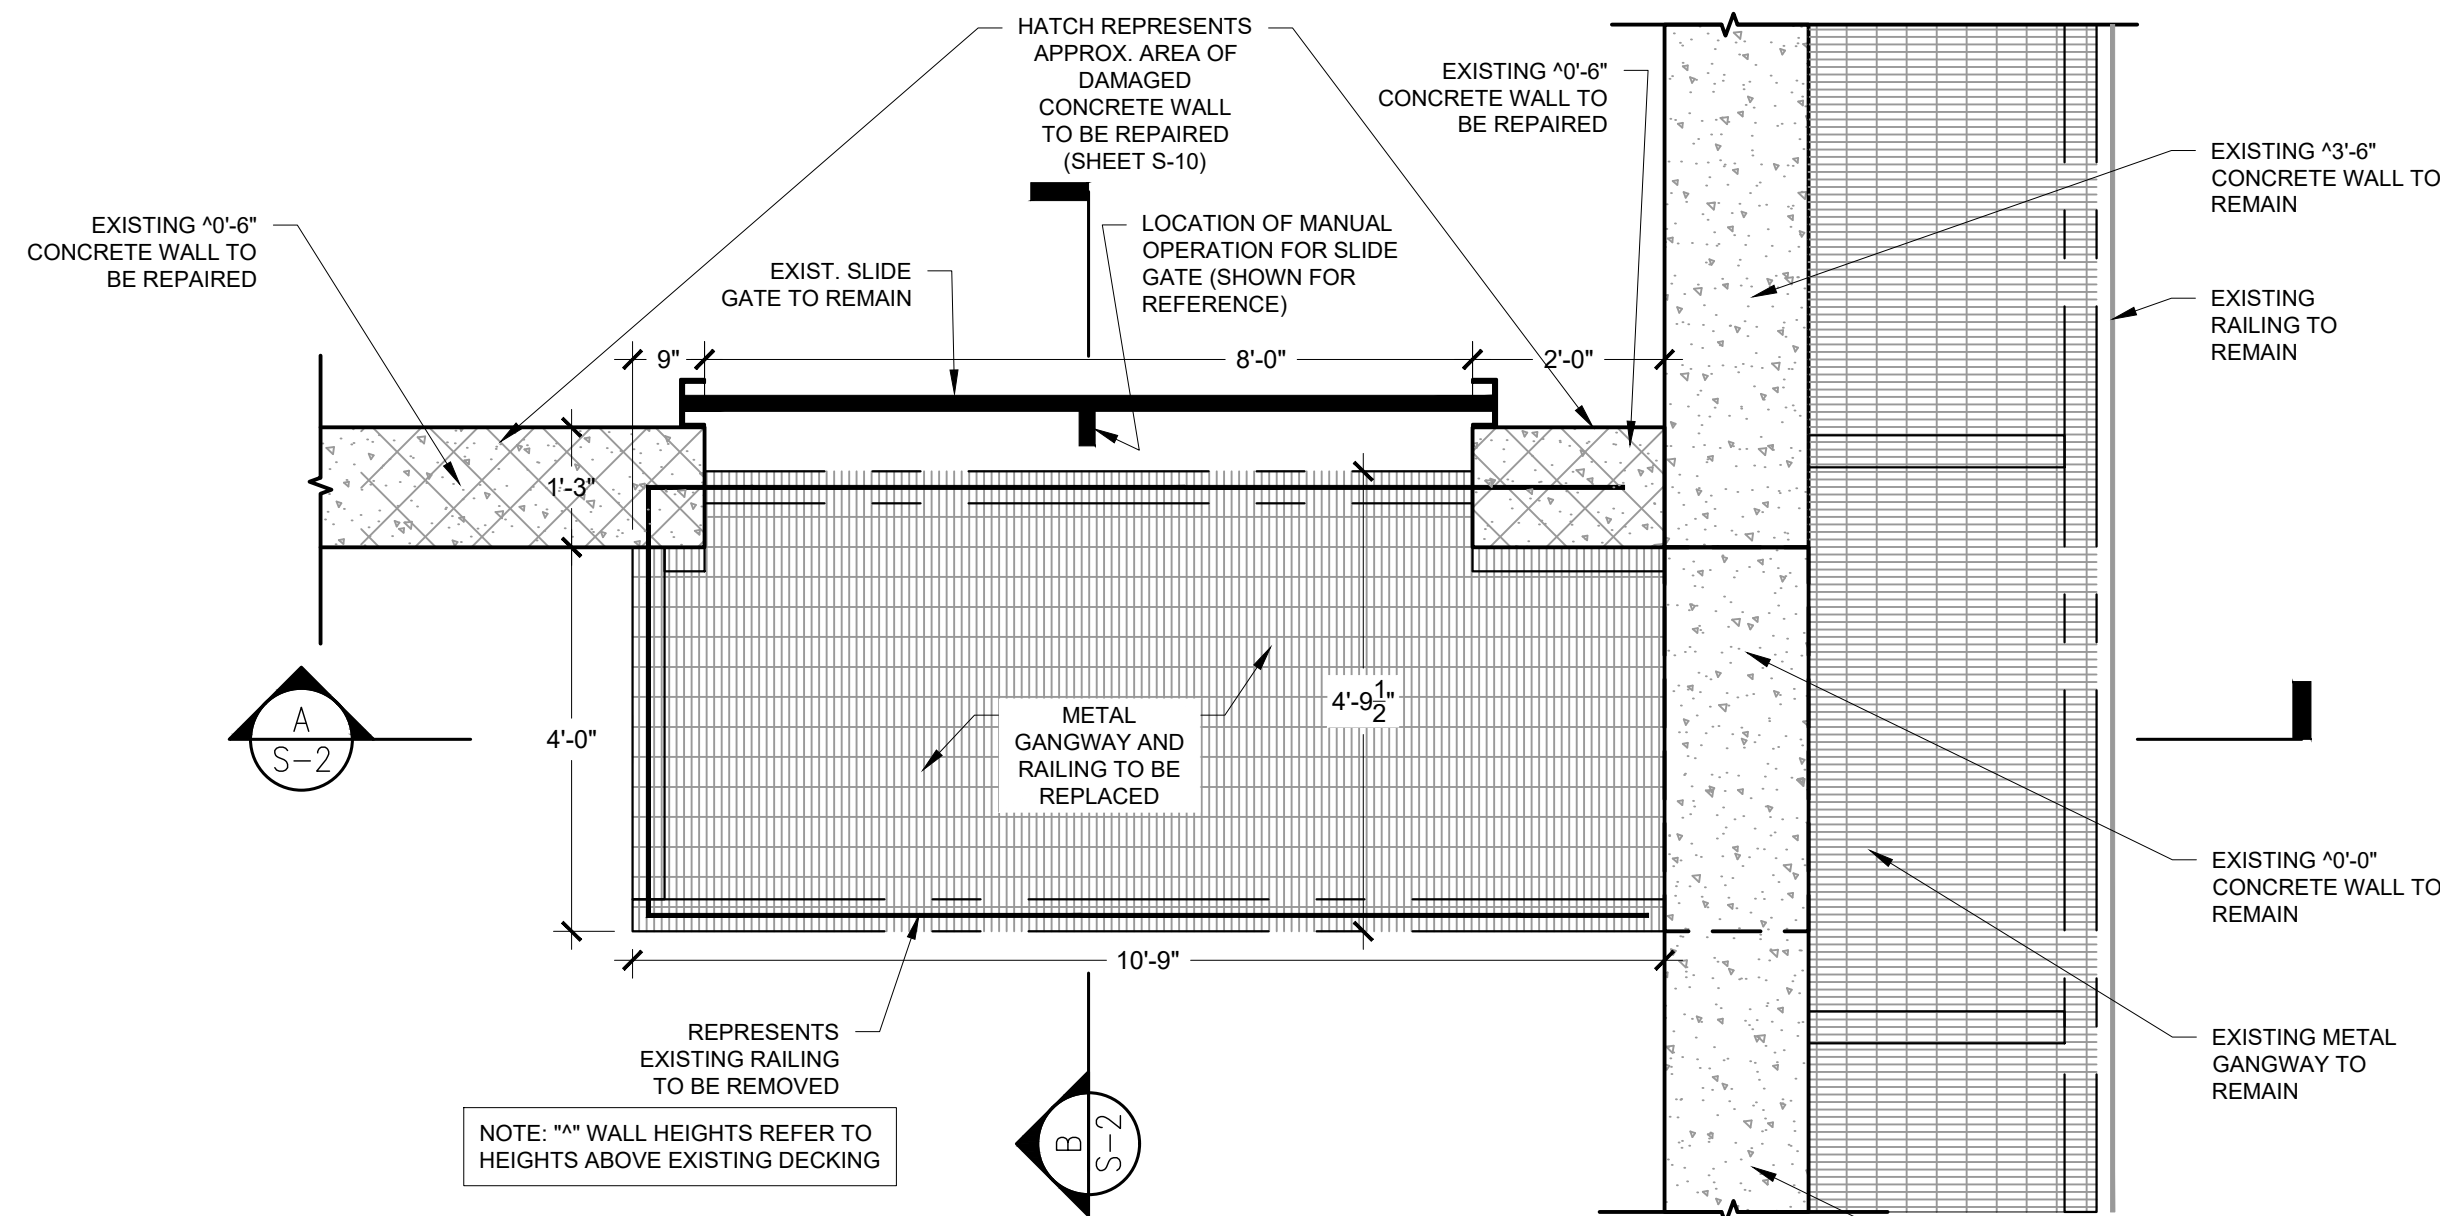 HATCH REPRESENTS
APPROX. AREA OF
DAMAGED
CONCRETE WALL
TO BE REPAIRED
(SHEET S-10)
EXISTING ^0'-6"
CONCRETE WALL TO
BE REPAIRED
EXISTING ^3'-6"
CONCRETE WALL TO
REMAIN
EXISTING ^0'-6"
CONCRETE WALL TO
BE REPAIRED
LOCATION OF MANUAL
OPERATION FOR SLIDE
GATE (SHOWN FOR
REFERENCE)
EXIST. SLIDE
GATE TO REMAIN
EXISTING
RAILING TO
REMAIN
9"
8'-0"
2'-0"
1'-3"
A
S-2
4'-0"
METAL
GANGWAY AND
RAILING TO BE
REPLACED
4'-9 1/2"
EXISTING ^0'-0"
CONCRETE WALL TO
REMAIN
10'-9"
REPRESENTS
EXISTING RAILING
TO BE REMOVED
EXISTING METAL
GANGWAY TO
REMAIN
B
S-2
NOTE: "^" WALL HEIGHTS REFER TO
HEIGHTS ABOVE EXISTING DECKING